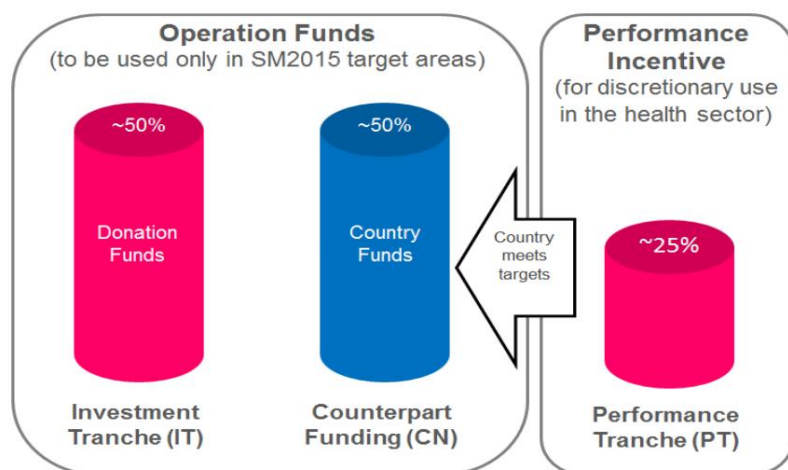 Operation Funds
(to be used only in SM2015 target areas)
~50%
Donation
Funds
Investment
Tranche (IT)
~50%
Country
Funds
Counterpart
Funding (CN)
Country
meets
targets
Performance
Incentive
(for discretionary use
in the health sector)
~25%
Performance
Tranche (PT)